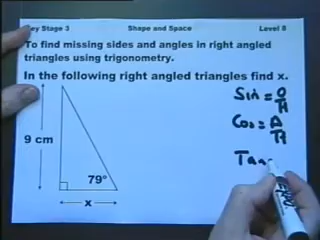 Key Stage 3 Shape and Space Level 8
To find missing sides and angles in right angled
triangles using trigonometry.
In the following right angled triangles find x.
Sin = O/H
Cos = A/H
9 cm
Tan
79°
x